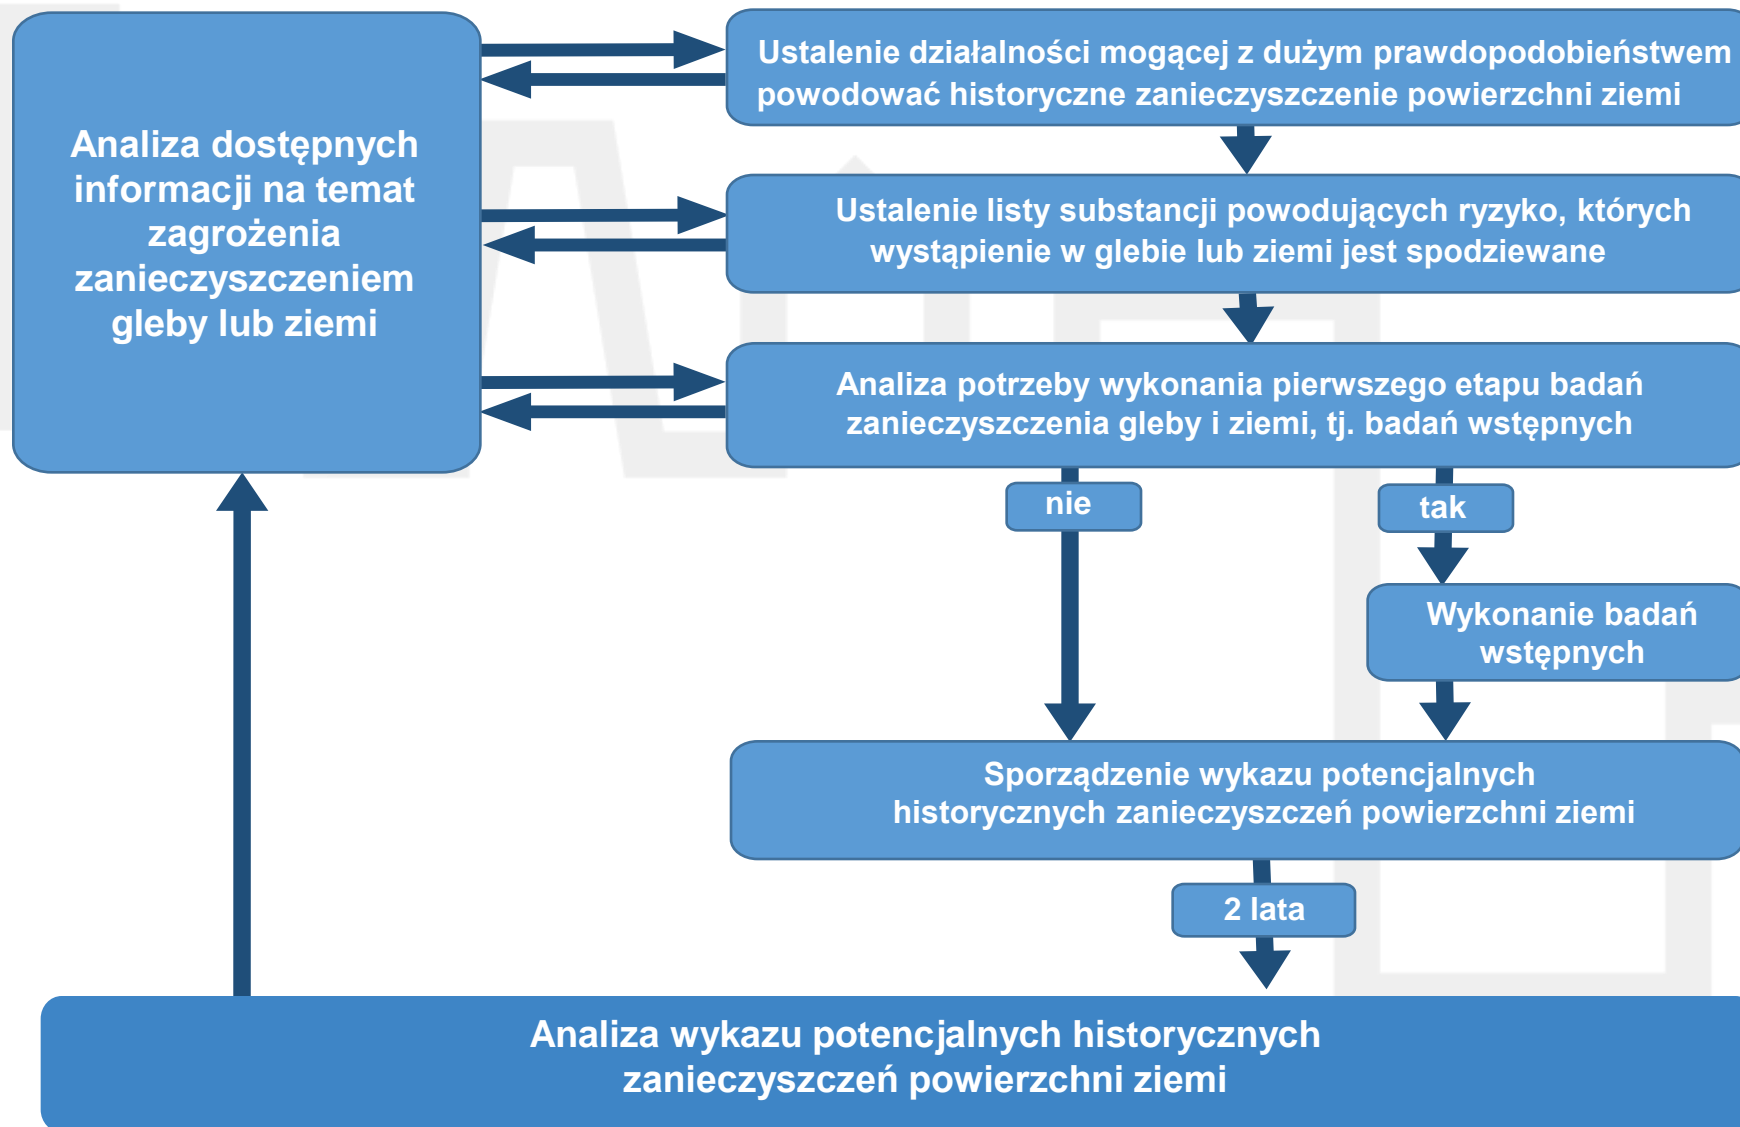 Analiza dostępnych
informacji na temat
zagrożenia
zanieczyszczeniem
gleby lub ziemi
Ustalenie działalności mogącej z dużym prawdopodobieństwem
powodować historyczne zanieczyszczenie powierzchni ziemi
Ustalenie listy substancji powodujących ryzyko, których
wystąpienie w glebie lub ziemi jest spodziewane
Analiza potrzeby wykonania pierwszego etapu badań
zanieczyszczenia gleby i ziemi, tj. badań wstępnych
nie
tak
Wykonanie badań
wstępnych
Sporządzenie wykazu potencjalnych
historycznych zanieczyszczeń powierzchni ziemi
2 lata
Analiza wykazu potencjalnych historycznych
zanieczyszczeń powierzchni ziemi